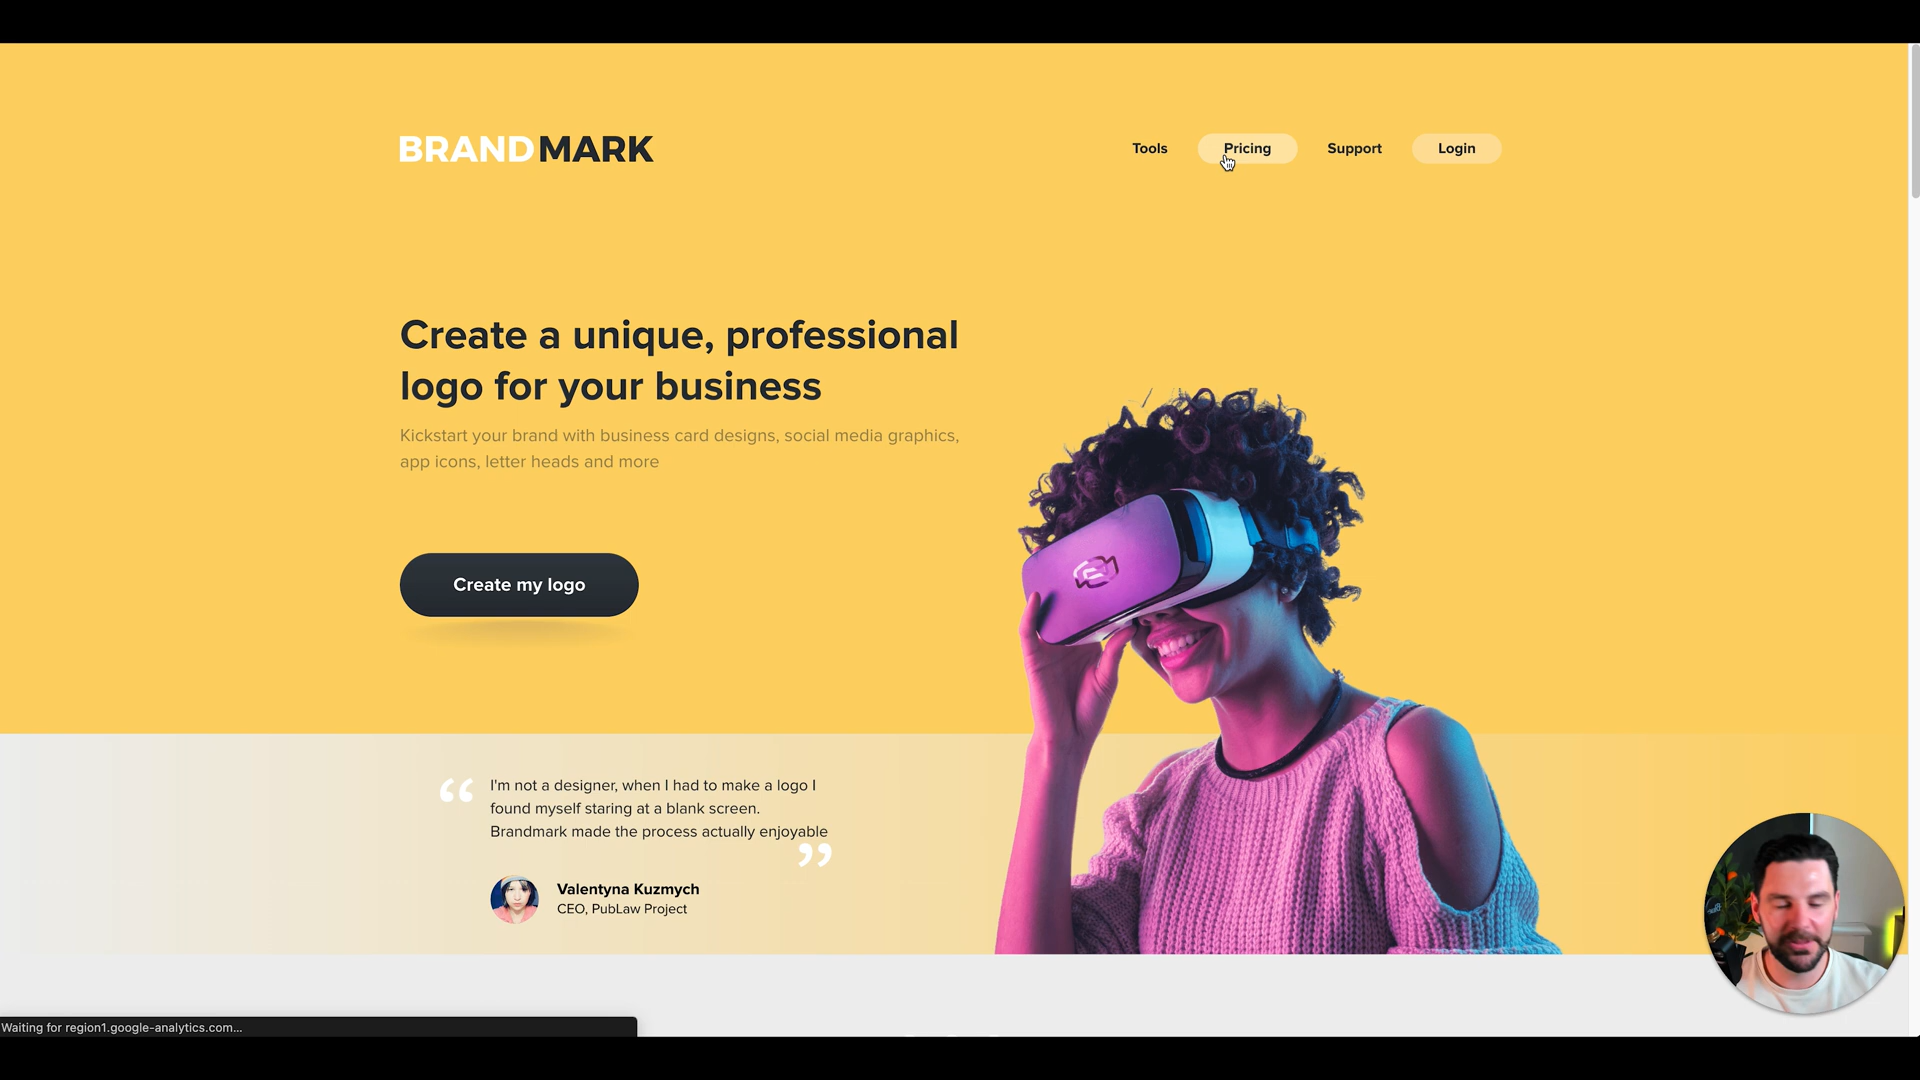 BRANDMARK
Tools
Pricing
Support
Login
Create a unique, professional
logo for your business
Kickstart your brand with business card designs, social media graphics,
app icons, letter heads and more
Create my logo
“ I'm not a designer, when I had to make a logo I
found myself staring at a blank screen.
Brandmark made the process actually enjoyable ”
Valentyna Kuzmych
CEO, PubLaw Project
Waiting for region1.google-analytics.com...